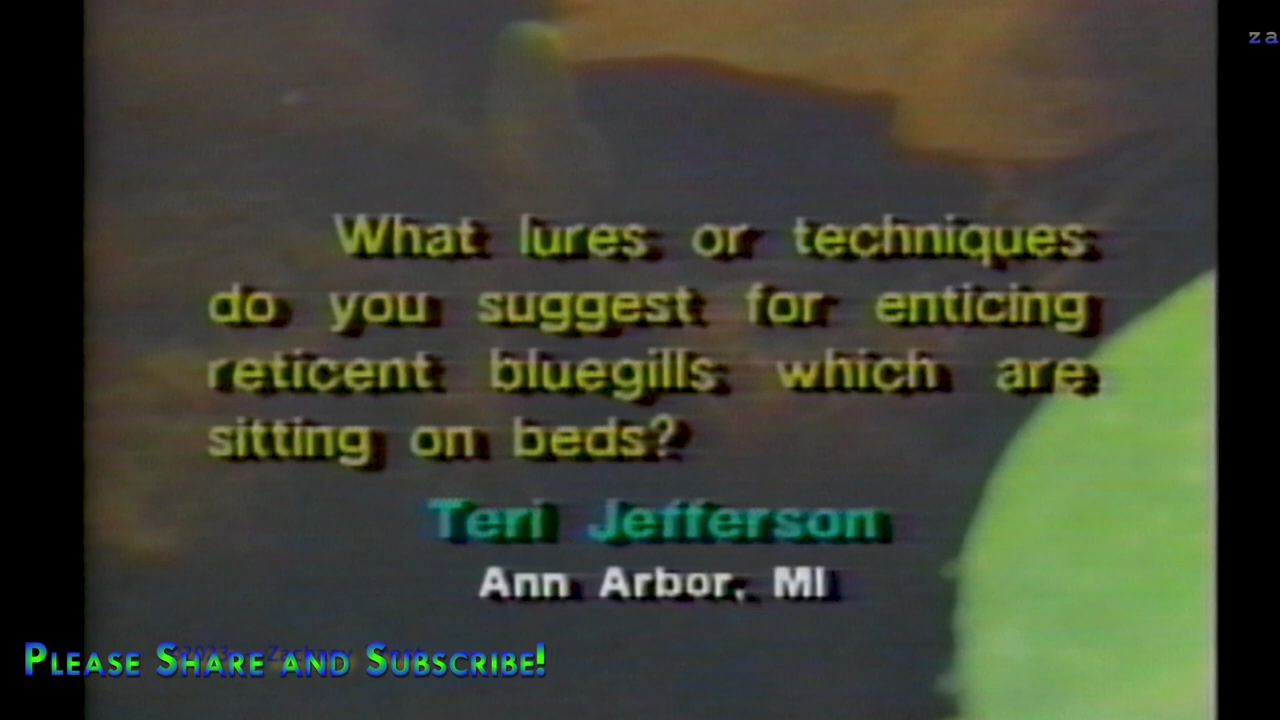 za
What lures or techniques
do you suggest for enticing
reticent bluegills which are
sitting on beds?
Teri Jefferson
Ann Arbor, MI
Please Share and Subscribe!